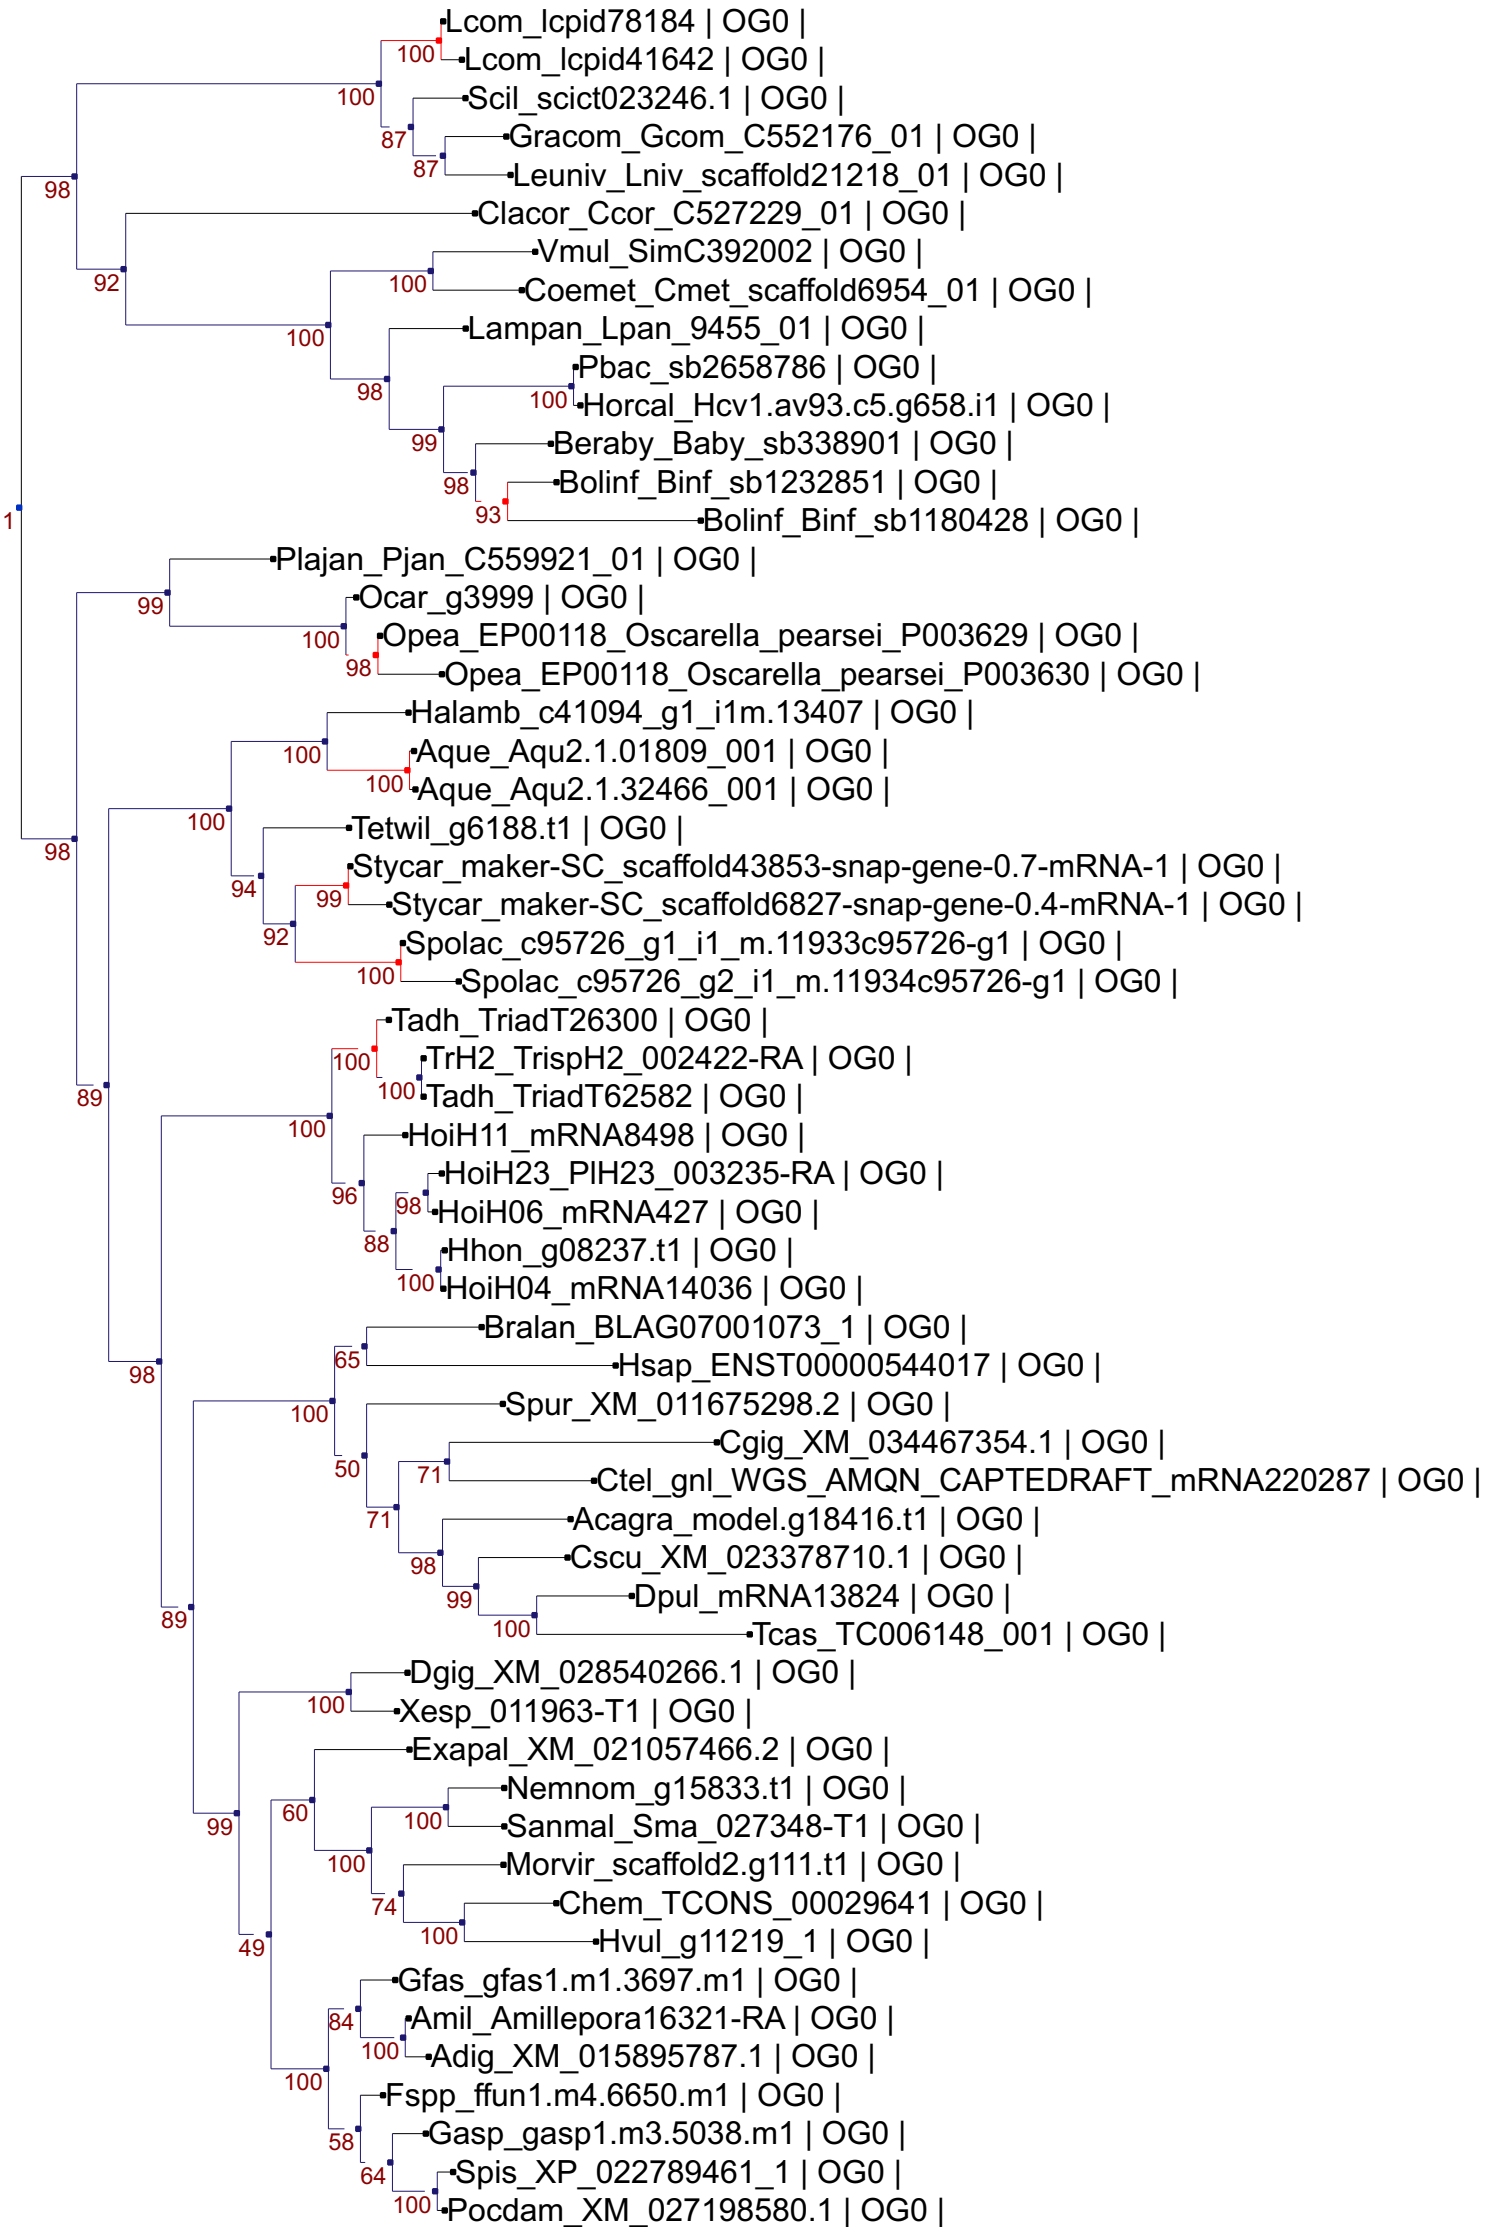 Lcom_lcpid78184 | OG0 |
100
Lcom_lcpid41642 | OG0 |
100
Scil_scict023246.1 | OG0 |
87
Gracom_Gcom_C552176_01 | OG0 |
87
Leuniv_Lniv_scaffold21218_01 | OG0 |
98
Clacor_Ccor_C527229_01 | OG0 |
Vmul_SimC392002 | OG0 |
92
100
Coemet_Cmet_scaffold6954_01 | OG0 |
100
Lampan_Lpan_9455_01 | OG0 |
Pbac_sb2658786 | OG0 |
98
100
Horcal_Hcv1.av93.c5.g658.i1 | OG0 |
99
Beraby_Baby_sb338901 | OG0 |
98
Bolinf_Binf_sb1232851 | OG0 |
93
Bolinf_Binf_sb1180428 | OG0 |
1
Plajan_Pjan_C559921_01 | OG0 |
99
Ocar_g3999 | OG0 |
100
Opea_EP00118_Oscarella_pearsei_P003629 | OG0 |
98
Opea_EP00118_Oscarella_pearsei_P003630 | OG0 |
Halamb_c41094_g1_i1m.13407 | OG0 |
100
Aque_Aqu2.1.01809_001 | OG0 |
100
Aque_Aqu2.1.32466_001 | OG0 |
100
Tetwil_g6188.t1 | OG0 |
98
Stycar_maker-SC_scaffold43853-snap-gene-0.7-mRNA-1 | OG0 |
94
99
Stycar_maker-SC_scaffold6827-snap-gene-0.4-mRNA-1 | OG0 |
92
Spolac_c95726_g1_i1_m.11933c95726-g1 | OG0 |
100
Spolac_c95726_g2_i1_m.11934c95726-g1 | OG0 |
Tadh_TriadT26300 | OG0 |
100
TrH2_TrispH2_002422-RA | OG0 |
100
Tadh_TriadT62582 | OG0 |
89
100
HoiH11_mRNA8498 | OG0 |
HoiH23_PlH23_003235-RA | OG0 |
96
98
HoiH06_mRNA427 | OG0 |
88
Hhon_g08237.t1 | OG0 |
100
HoiH04_mRNA14036 | OG0 |
Bralan_BLAG07001073_1 | OG0 |
65
Hsap_ENST00000544017 | OG0 |
98
100
Spur_XM_011675298.2 | OG0 |
Cgig_XM_034467354.1 | OG0 |
50
71
Ctel_gnl_WGS_AMQN_CAPTEDRAFT_mRNA220287 | OG0 |
71
Acagra_model.g18416.t1 | OG0 |
98
Cscu_XM_023378710.1 | OG0 |
99
Dpul_mRNA13824 | OG0 |
89
100
Tcas_TC006148_001 | OG0 |
Dgig_XM_028540266.1 | OG0 |
100
Xesp_011963-T1 | OG0 |
Exapal_XM_021057466.2 | OG0 |
Nemnom_g15833.t1 | OG0 |
60
100
99
Sanmal_Sma_027348-T1 | OG0 |
100
Morvir_scaffold2.g111.t1 | OG0 |
74
Chem_TCONS_00029641 | OG0 |
100
Hvul_g11219_1 | OG0 |
49
Gfas_gfas1.m1.3697.m1 | OG0 |
84
Amil_Amillepora16321-RA | OG0 |
100
Adig_XM_015895787.1 | OG0 |
100
Fspp_ffun1.m4.6650.m1 | OG0 |
58
Gasp_gasp1.m3.5038.m1 | OG0 |
64
Spis_XP_022789461_1 | OG0 |
100
Pocdam_XM_027198580.1 | OG0 |